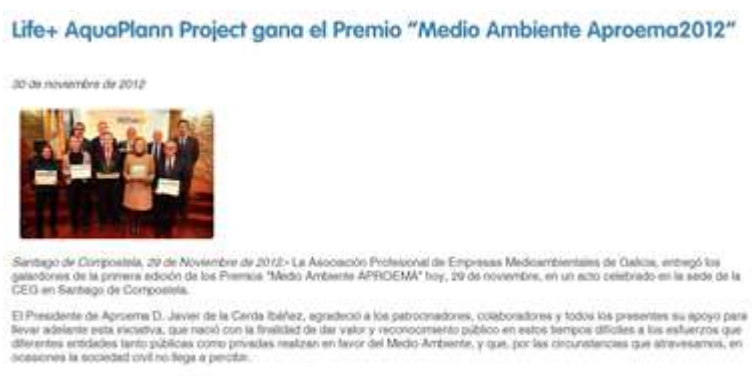 Life+ AquaPlann Project gana el Premio “Medio Ambiente Aproema2012”
30 de noviembre de 2012
Santiago de Compostela, 29 de Noviembre de 2012.- La Asociación Profesional de Empresas Medioambientales de Galicia, entregó los
galardones de la primera edición de los Premios "Medio Ambiente APROEMA" hoy, 29 de noviembre, en un acto celebrado en la sede de la
CEG en Santiago de Compostela.
El Presidente de Aproema D. Javier de la Cerda Ibáñez, agradeció a los patrocinadores, colaboradores y todos los presentes su apoyo para
llevar adelante esta iniciativa, que nació con la finalidad de dar valor y reconocimiento público en estos tiempos difíciles a los esfuerzos que
diferentes entidades tanto públicas como privadas realizan en favor del Medio Ambiente, y que, por las circunstancias que atravesamos, en
ocasiones la sociedad civil no llega a percibir.